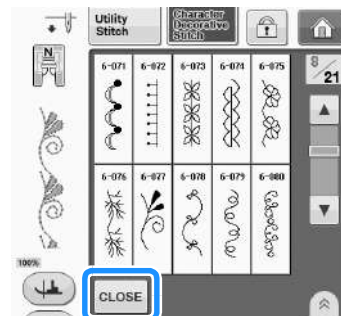 Utility Stitch
Character Decorative Stitch
N
8/21
6-071 6-072 6-073 6-074 6-075
6-076 6-077 6-078 6-079 6-080
100%
CLOSE